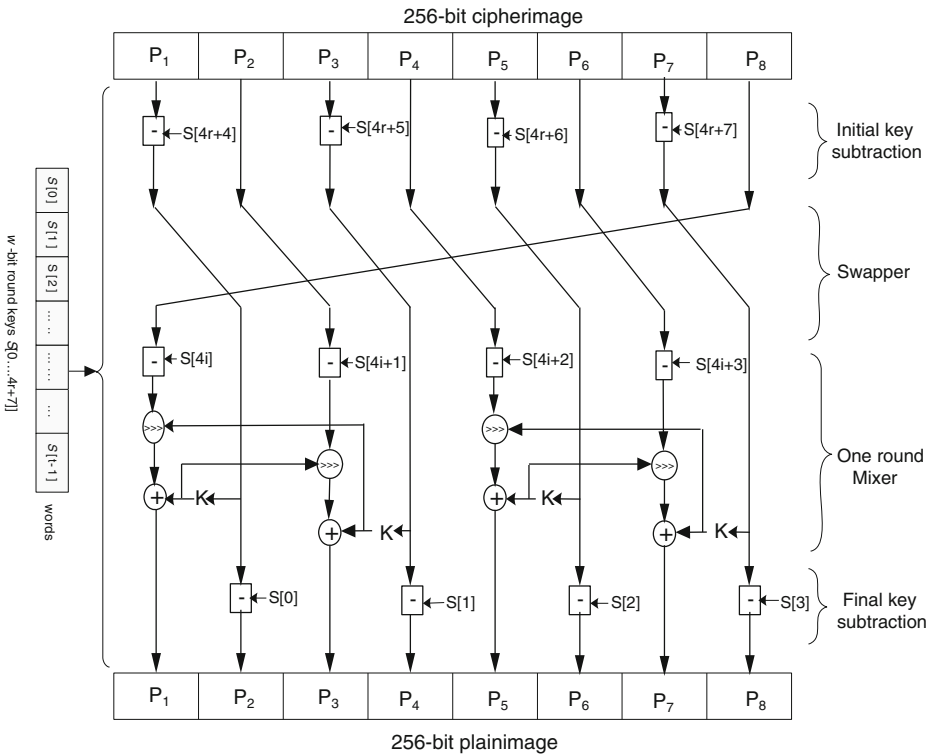 256-bit cipherimage
P1 P2 P3 P4 P5 P6 P7 P8
- S[4r+4] - S[4r+5] - S[4r+6] - S[4r+7]
Initial key
subtraction
S[0]
S[1]
S[2]
.... ..
.... ....
...
S[t-1]
words
w-bit round keys S[0....4r+7]]
Swapper
- S[4i] - S[4i+1] - S[4i+2] - S[4i+3]
>>> >>>
>>> >>>
One round
Mixer
+ K + K
+ K + K
- S[0] - S[1] - S[2] - S[3]
Final key
subtraction
P1 P2 P3 P4 P5 P6 P7 P8
256-bit plainimage